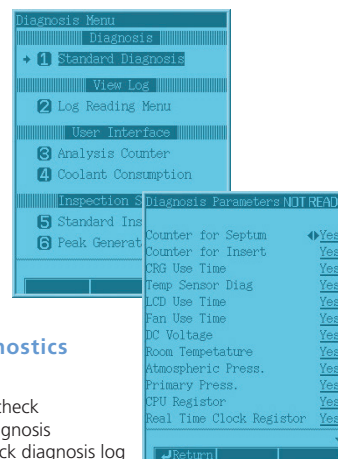 Diagnosis Menu
Diagnosis
1 Standard Diagnosis
View Log
2 Log Reading Menu
User Interface
3 Analysis Counter
4 Coolant Consumption
Inspection S
5 Standard Ins
6 Peak Generat
Diagnosis Parameters NOT READ
Counter for Septum Yes
Counter for Insert Yes
CRG Use Time Yes
Temp Sensor Diag Yes
LCD Use Time Yes
Fan Use Time Yes
DC Voltage Yes
Room Tempetature Yes
Atmospheric Press. Yes
Primary Press. Yes
CPU Registor Yes
Real Time Clock Registor Yes
Return
nostics
check
gnosis
ck diagnosis log